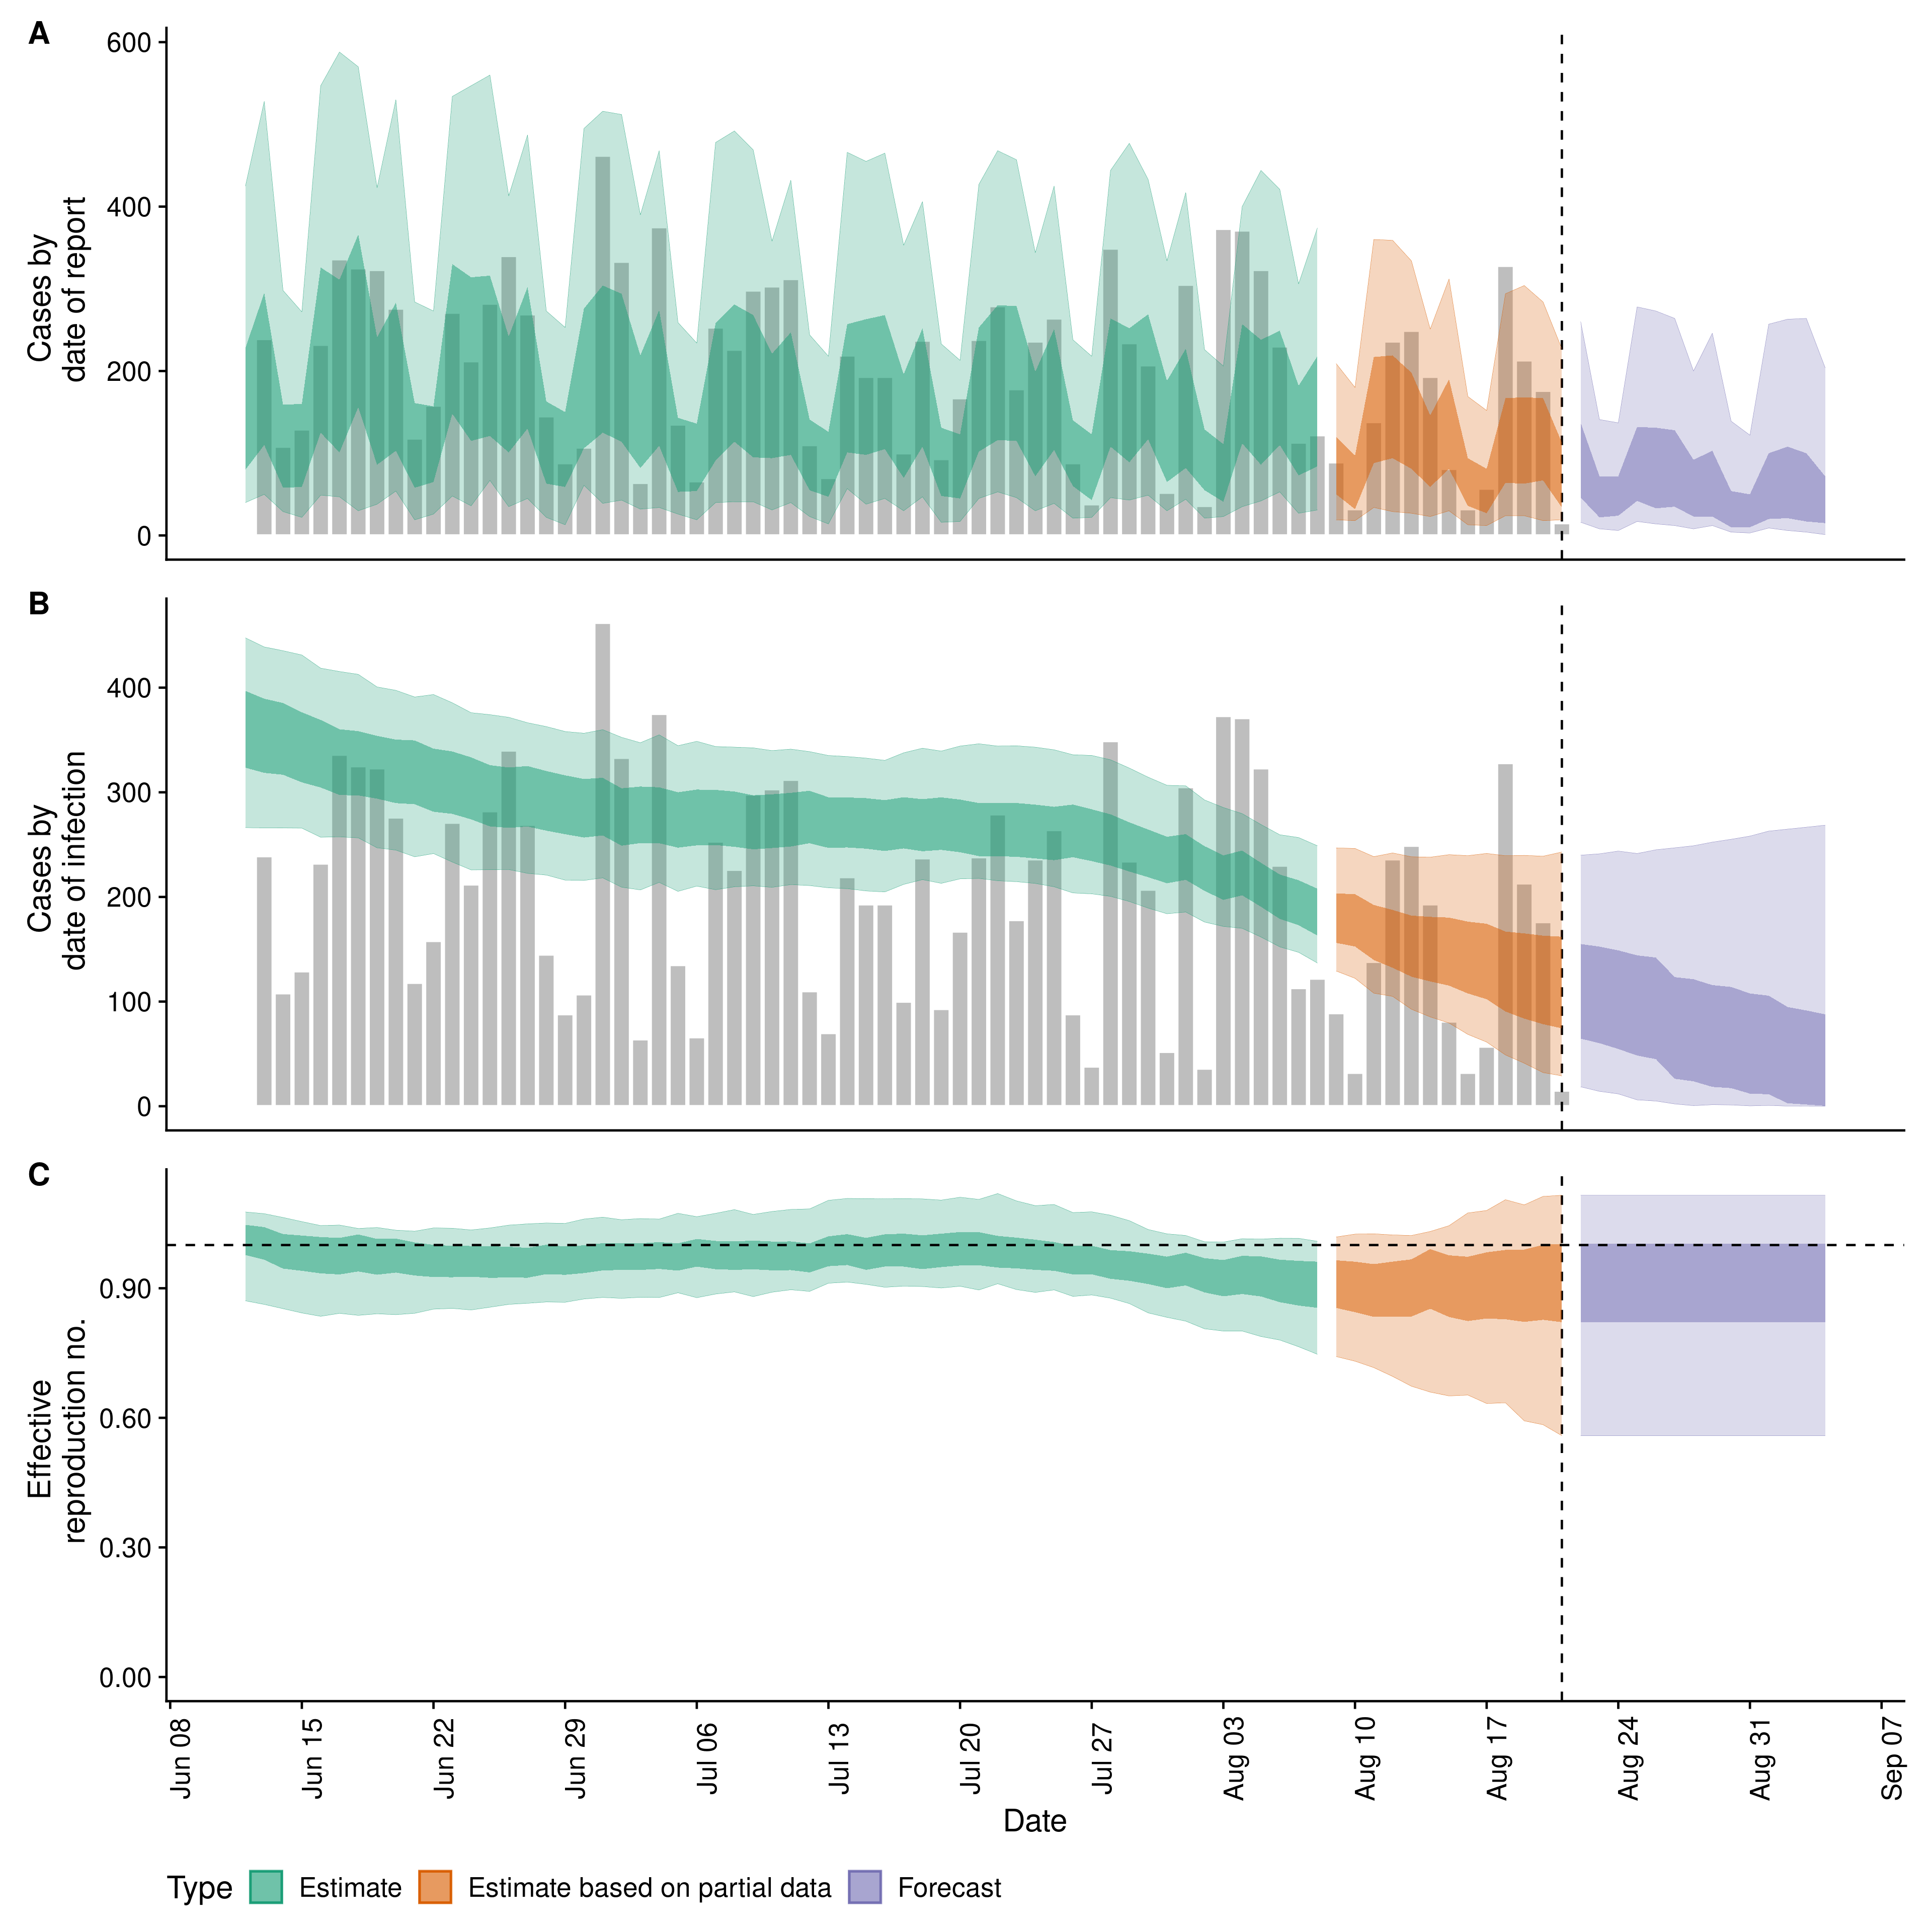 A
Cases by
date of report
600
400
200
0
B
Cases by
date of infection
400
300
200
100
0
C
Effective
reproduction no.
0.90
0.60
0.30
0.00
Jun 08
Jun 15
Jun 22
Jun 29
Jul 06
Jul 13
Jul 20
Jul 27
Aug 03
Aug 10
Aug 17
Aug 24
Aug 31
Sep 07
Date
Type Estimate Estimate based on partial data Forecast